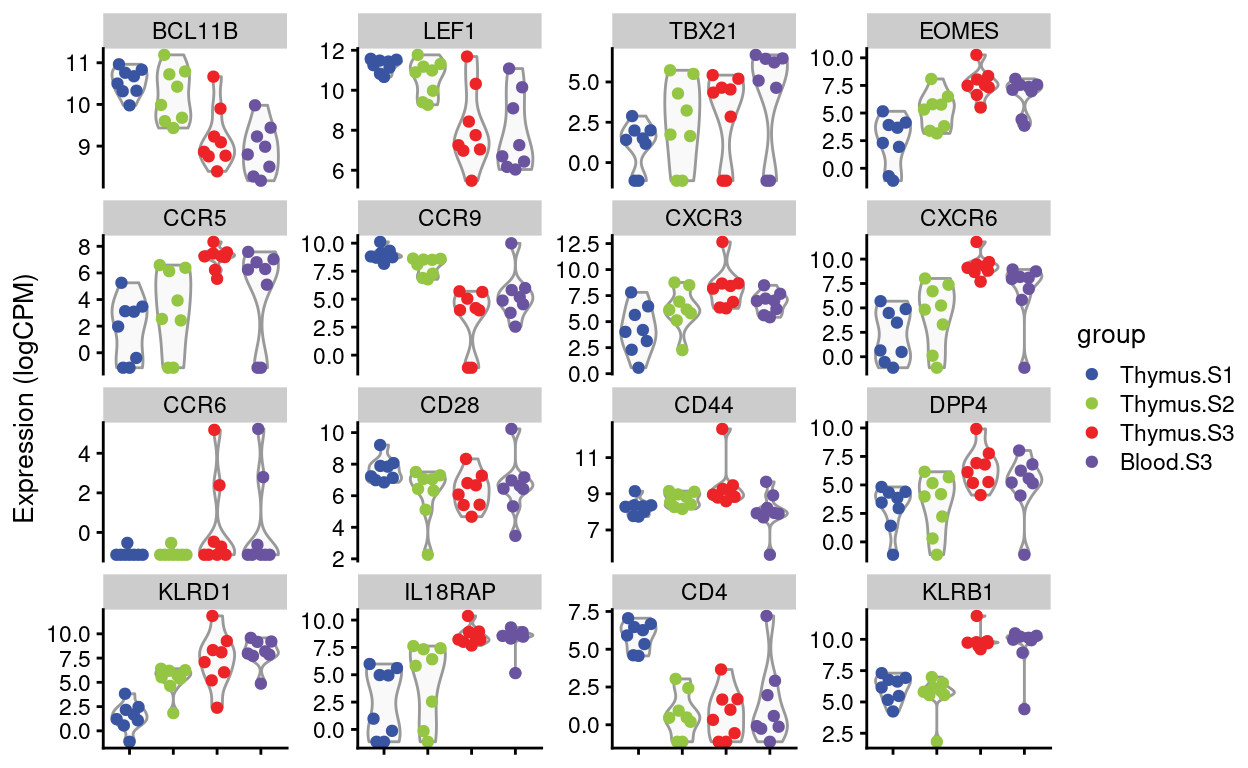 BCL11B LEF1 TBX21 EOMES
11 10 9
12 10 8 6
5.0 2.5 0.0
10.0 7.5 5.0 2.5 0.0
CCR5 CCR9 CXCR3 CXCR6
8 6 4 2 0
10.0 7.5 5.0 2.5 0.0
12.5 10.0 7.5 5.0 2.5 0.0
10.0 7.5 5.0 2.5 0.0
CCR6 CD28 CD44 DPP4
4 2 0
10 8 6 4 2
11 9 7
10.0 7.5 5.0 2.5 0.0
KLRD1 IL18RAP CD4 KLRB1
10.0 7.5 5.0 2.5 0.0
10.0 7.5 5.0 2.5 0.0
7.5 5.0 2.5 0.0
10.0 7.5 5.0 2.5
Expression (logCPM)
group
Thymus.S1
Thymus.S2
Thymus.S3
Blood.S3